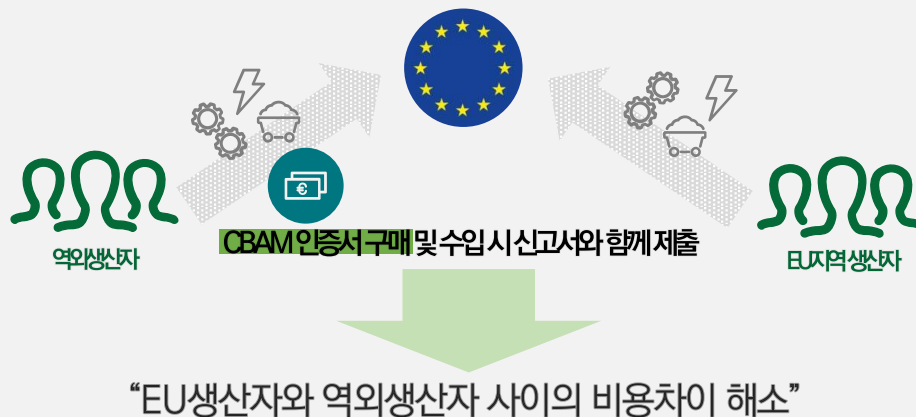 €
CBAM 인증서 구매 및 수입 시 신고서와 함께 제출
역외생산자
EU지역 생산자
“EU생산자와 역외생산자 사이의 비용차이 해소”